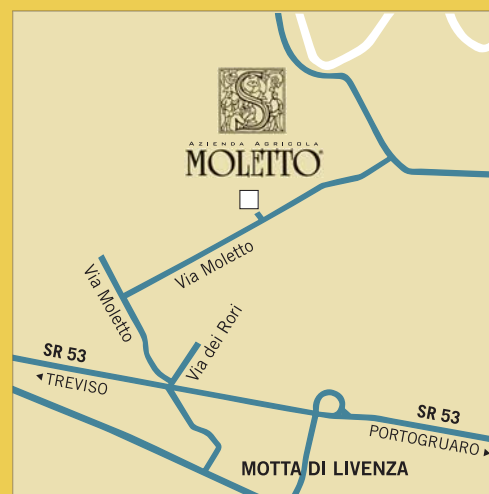 S
AZIENDA AGRICOLA
MOLETTO®
Via Moletto
Via Moletto
Via dei Rori
SR 53
◄ TREVISO
SR 53
PORTOGRUARO ►
MOTTA DI LIVENZA